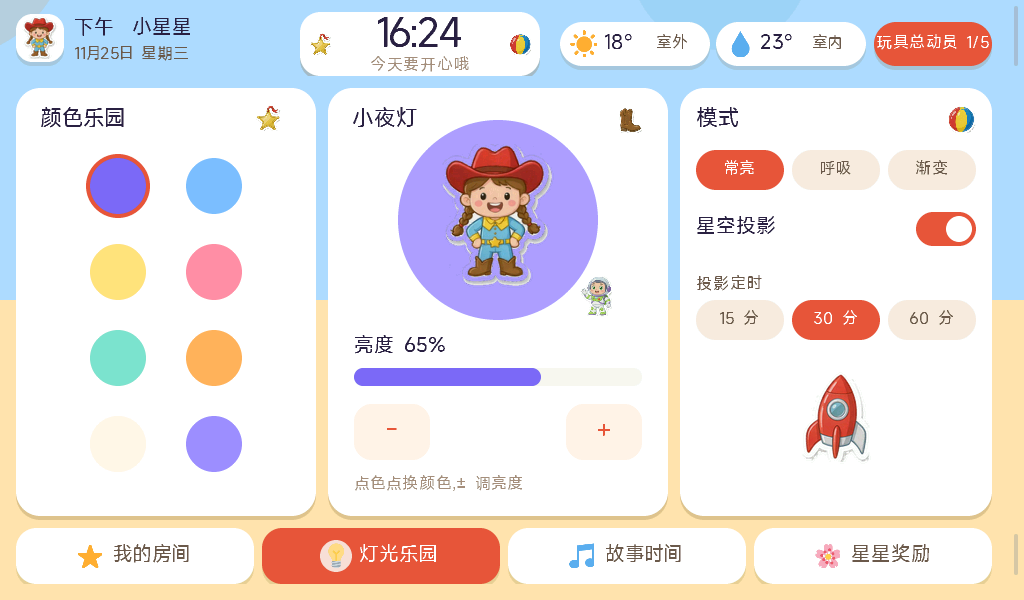 下午 小星星
11月25日 星期三
16:24
今天要开心哦
18° 室外
23° 室内
玩具总动员 1/5
颜色乐园
小夜灯
亮度 65%
−
+
点色点换颜色,± 调亮度
模式
常亮
呼吸
渐变
星空投影
投影定时
15 分
30 分
60 分
我的房间
灯光乐园
故事时间
星星奖励